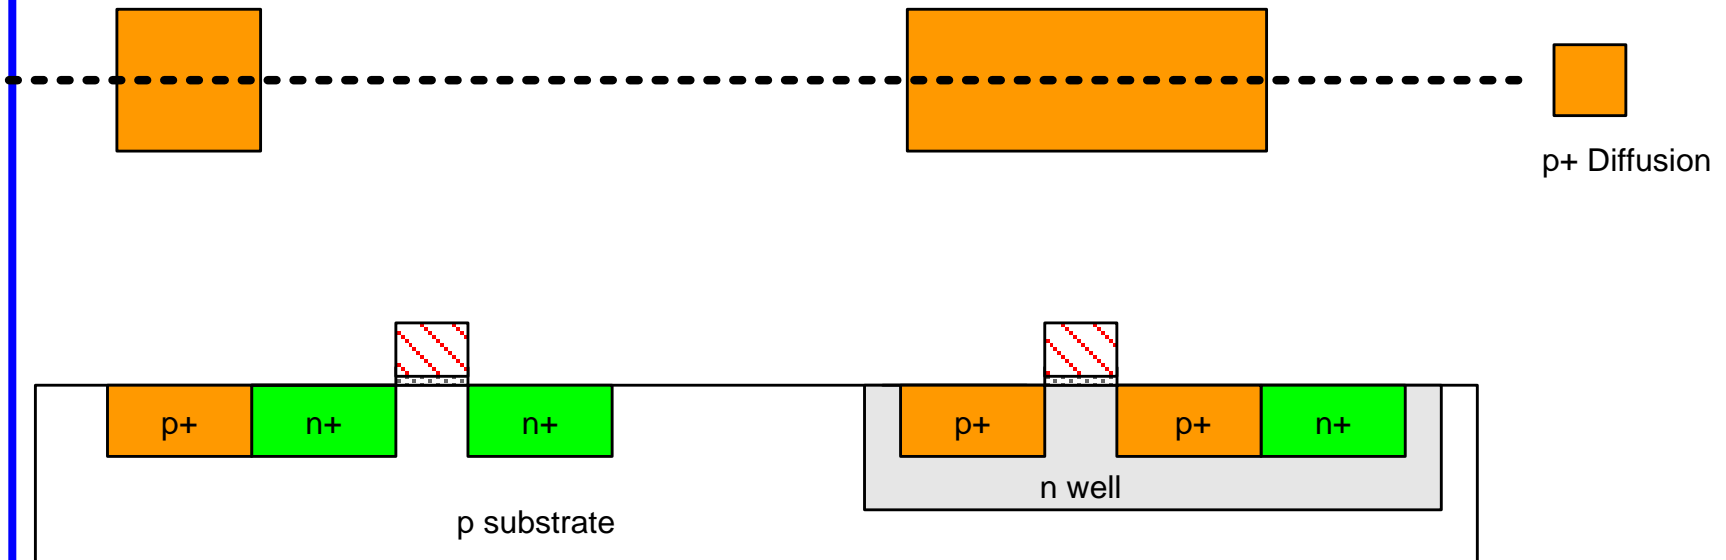 p+ Diffusion
p+ n+ n+ p+ p+ n+
n well
p substrate